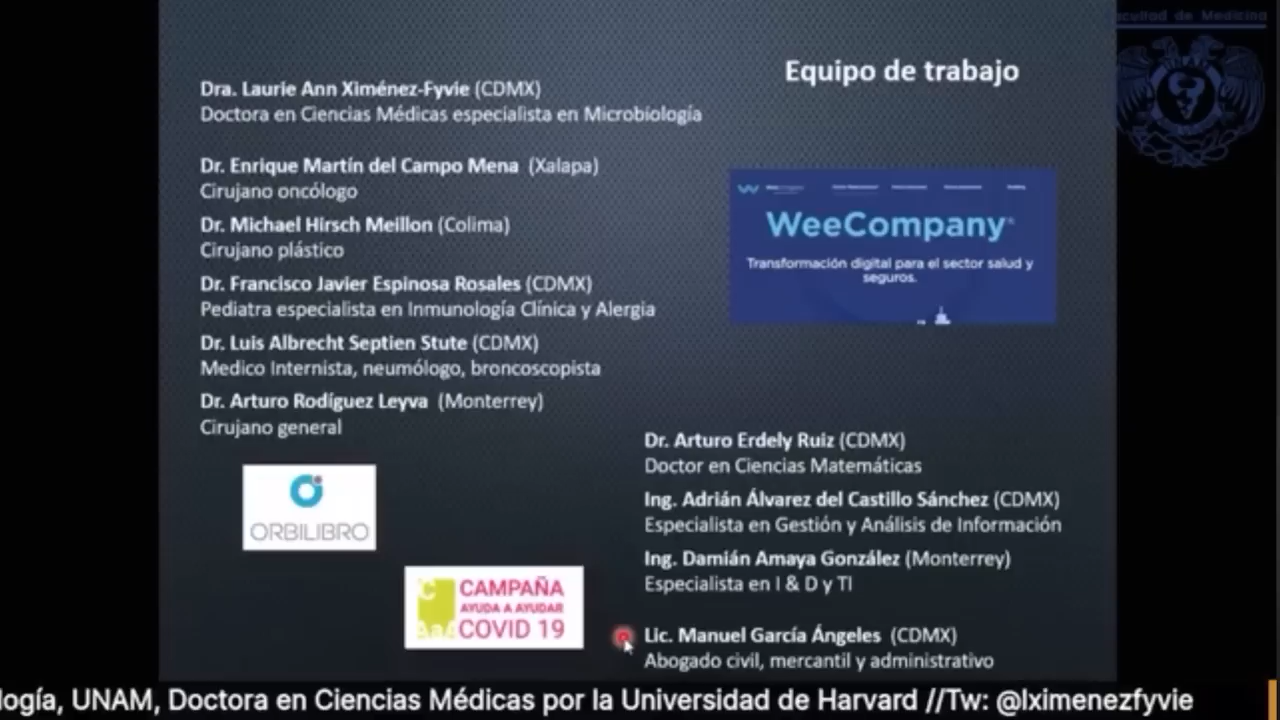 acultad de Medicina
Equipo de trabajo
Dra. Laurie Ann Ximénez-Fyvie (CDMX)
Doctora en Ciencias Médicas especialista en Microbiología
Dr. Enrique Martín del Campo Mena (Xalapa)
Cirujano oncólogo
Dr. Michael Hirsch Meillon (Colima)
Cirujano plástico
Dr. Francisco Javier Espinosa Rosales (CDMX)
Pediatra especialista en Inmunología Clínica y Alergia
Dr. Luis Albrecht Septien Stute (CDMX)
Medico Internista, neumólogo, broncoscopista
Dr. Arturo Rodíguez Leyva (Monterrey)
Cirujano general
WeeCompany
Transformación digital para el sector salud y
seguros.
ORBILIBRO
CAMPAÑA
AYUDA A AYUDAR
COVID 19
Dr. Arturo Erdely Ruiz (CDMX)
Doctor en Ciencias Matemáticas
Ing. Adrián Álvarez del Castillo Sánchez (CDMX)
Especialista en Gestión y Análisis de Información
Ing. Damián Amaya González (Monterrey)
Especialista en I & D y TI
Lic. Manuel García Ángeles (CDMX)
Abogado civil, mercantil y administrativo
logía, UNAM, Doctora en Ciencias Médicas por la Universidad de Harvard //Tw: @lximenezfyvie